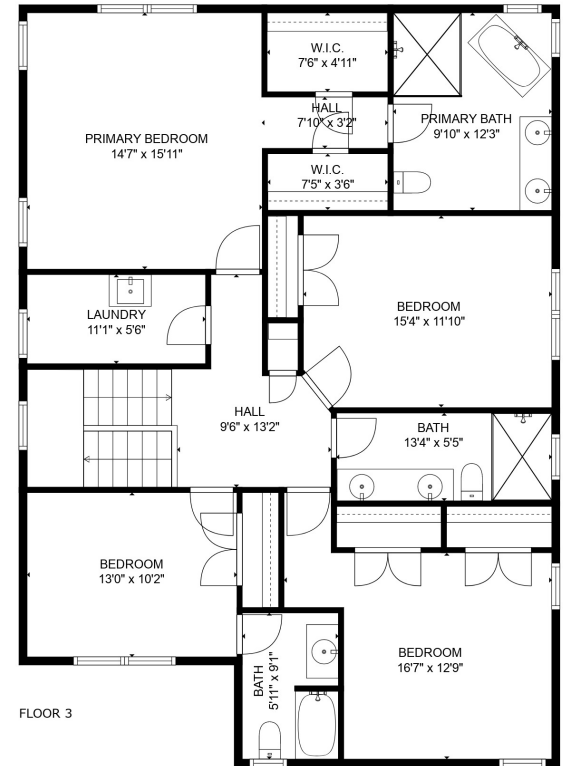 W.I.C.
7'6" x 4'11"
HALL
7'10" x 3'2"
PRIMARY BATH
9'10" x 12'3"
PRIMARY BEDROOM
14'7" x 15'11"
W.I.C.
7'5" x 3'6"
LAUNDRY
11'1" x 5'6"
BEDROOM
15'4" x 11'10"
HALL
9'6" x 13'2"
BATH
13'4" x 5'5"
BEDROOM
13'0" x 10'2"
BEDROOM
16'7" x 12'9"
BATH
5'11" x 9'1"
FLOOR 3